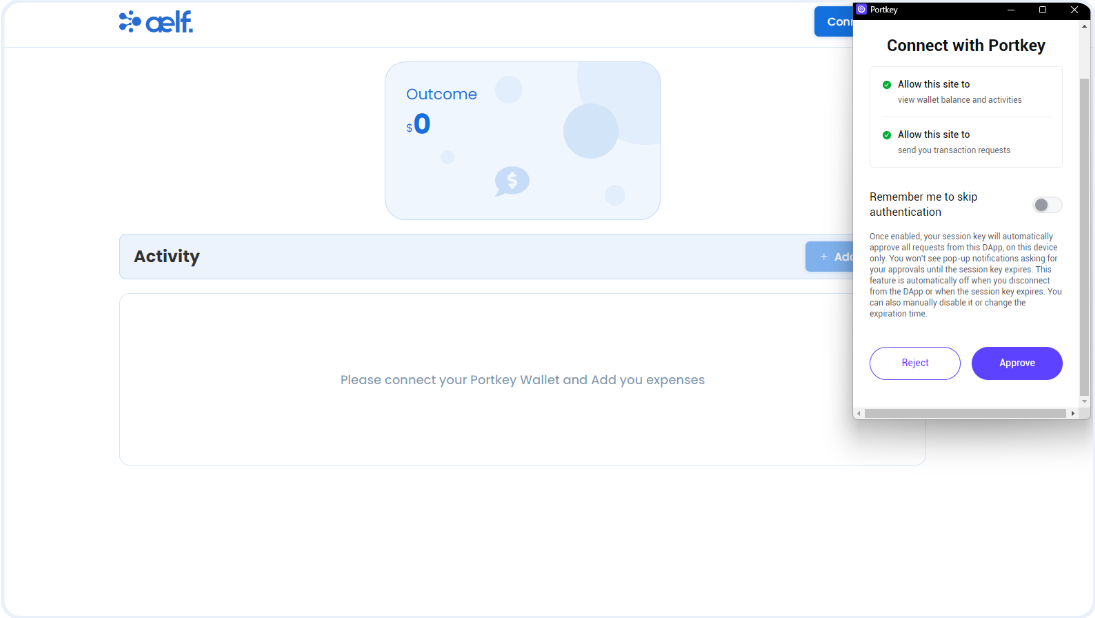 aelf.
Outcome
$0
Activity
+
Please connect your Portkey Wallet and Add you expenses
Portkey
Connect with Portkey
Allow this site to
view wallet balance and activities
Allow this site to
send you transaction requests
Remember me to skip
authentication
Once enabled, your session key will automatically
approve all requests from this DApp, on this device
only. You won't see pop-up notifications asking for
your approvals until the session key expires. This
feature is automatically off when you disconnect
from the DApp or when the session key expires. You
can also manually disable it or change the
expiration time.
Reject
Approve